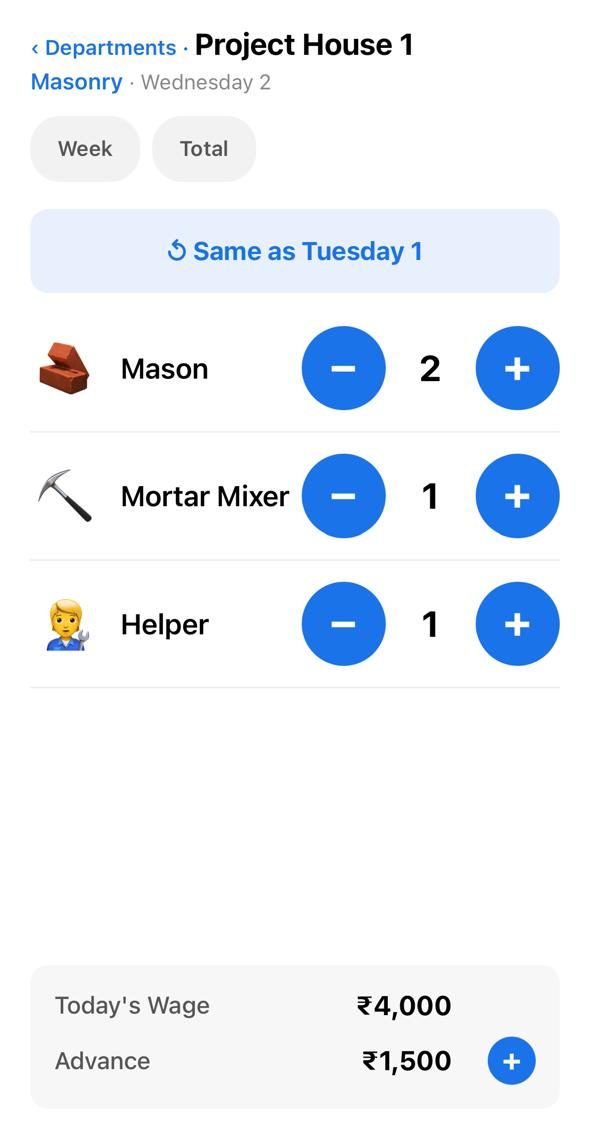 ‹ Departments · Project House 1
Masonry · Wednesday 2
Week Total
Same as Tuesday 1
Mason − 2 +
Mortar Mixer − 1 +
Helper − 1 +
Today's Wage ₹4,000
Advance ₹1,500 +